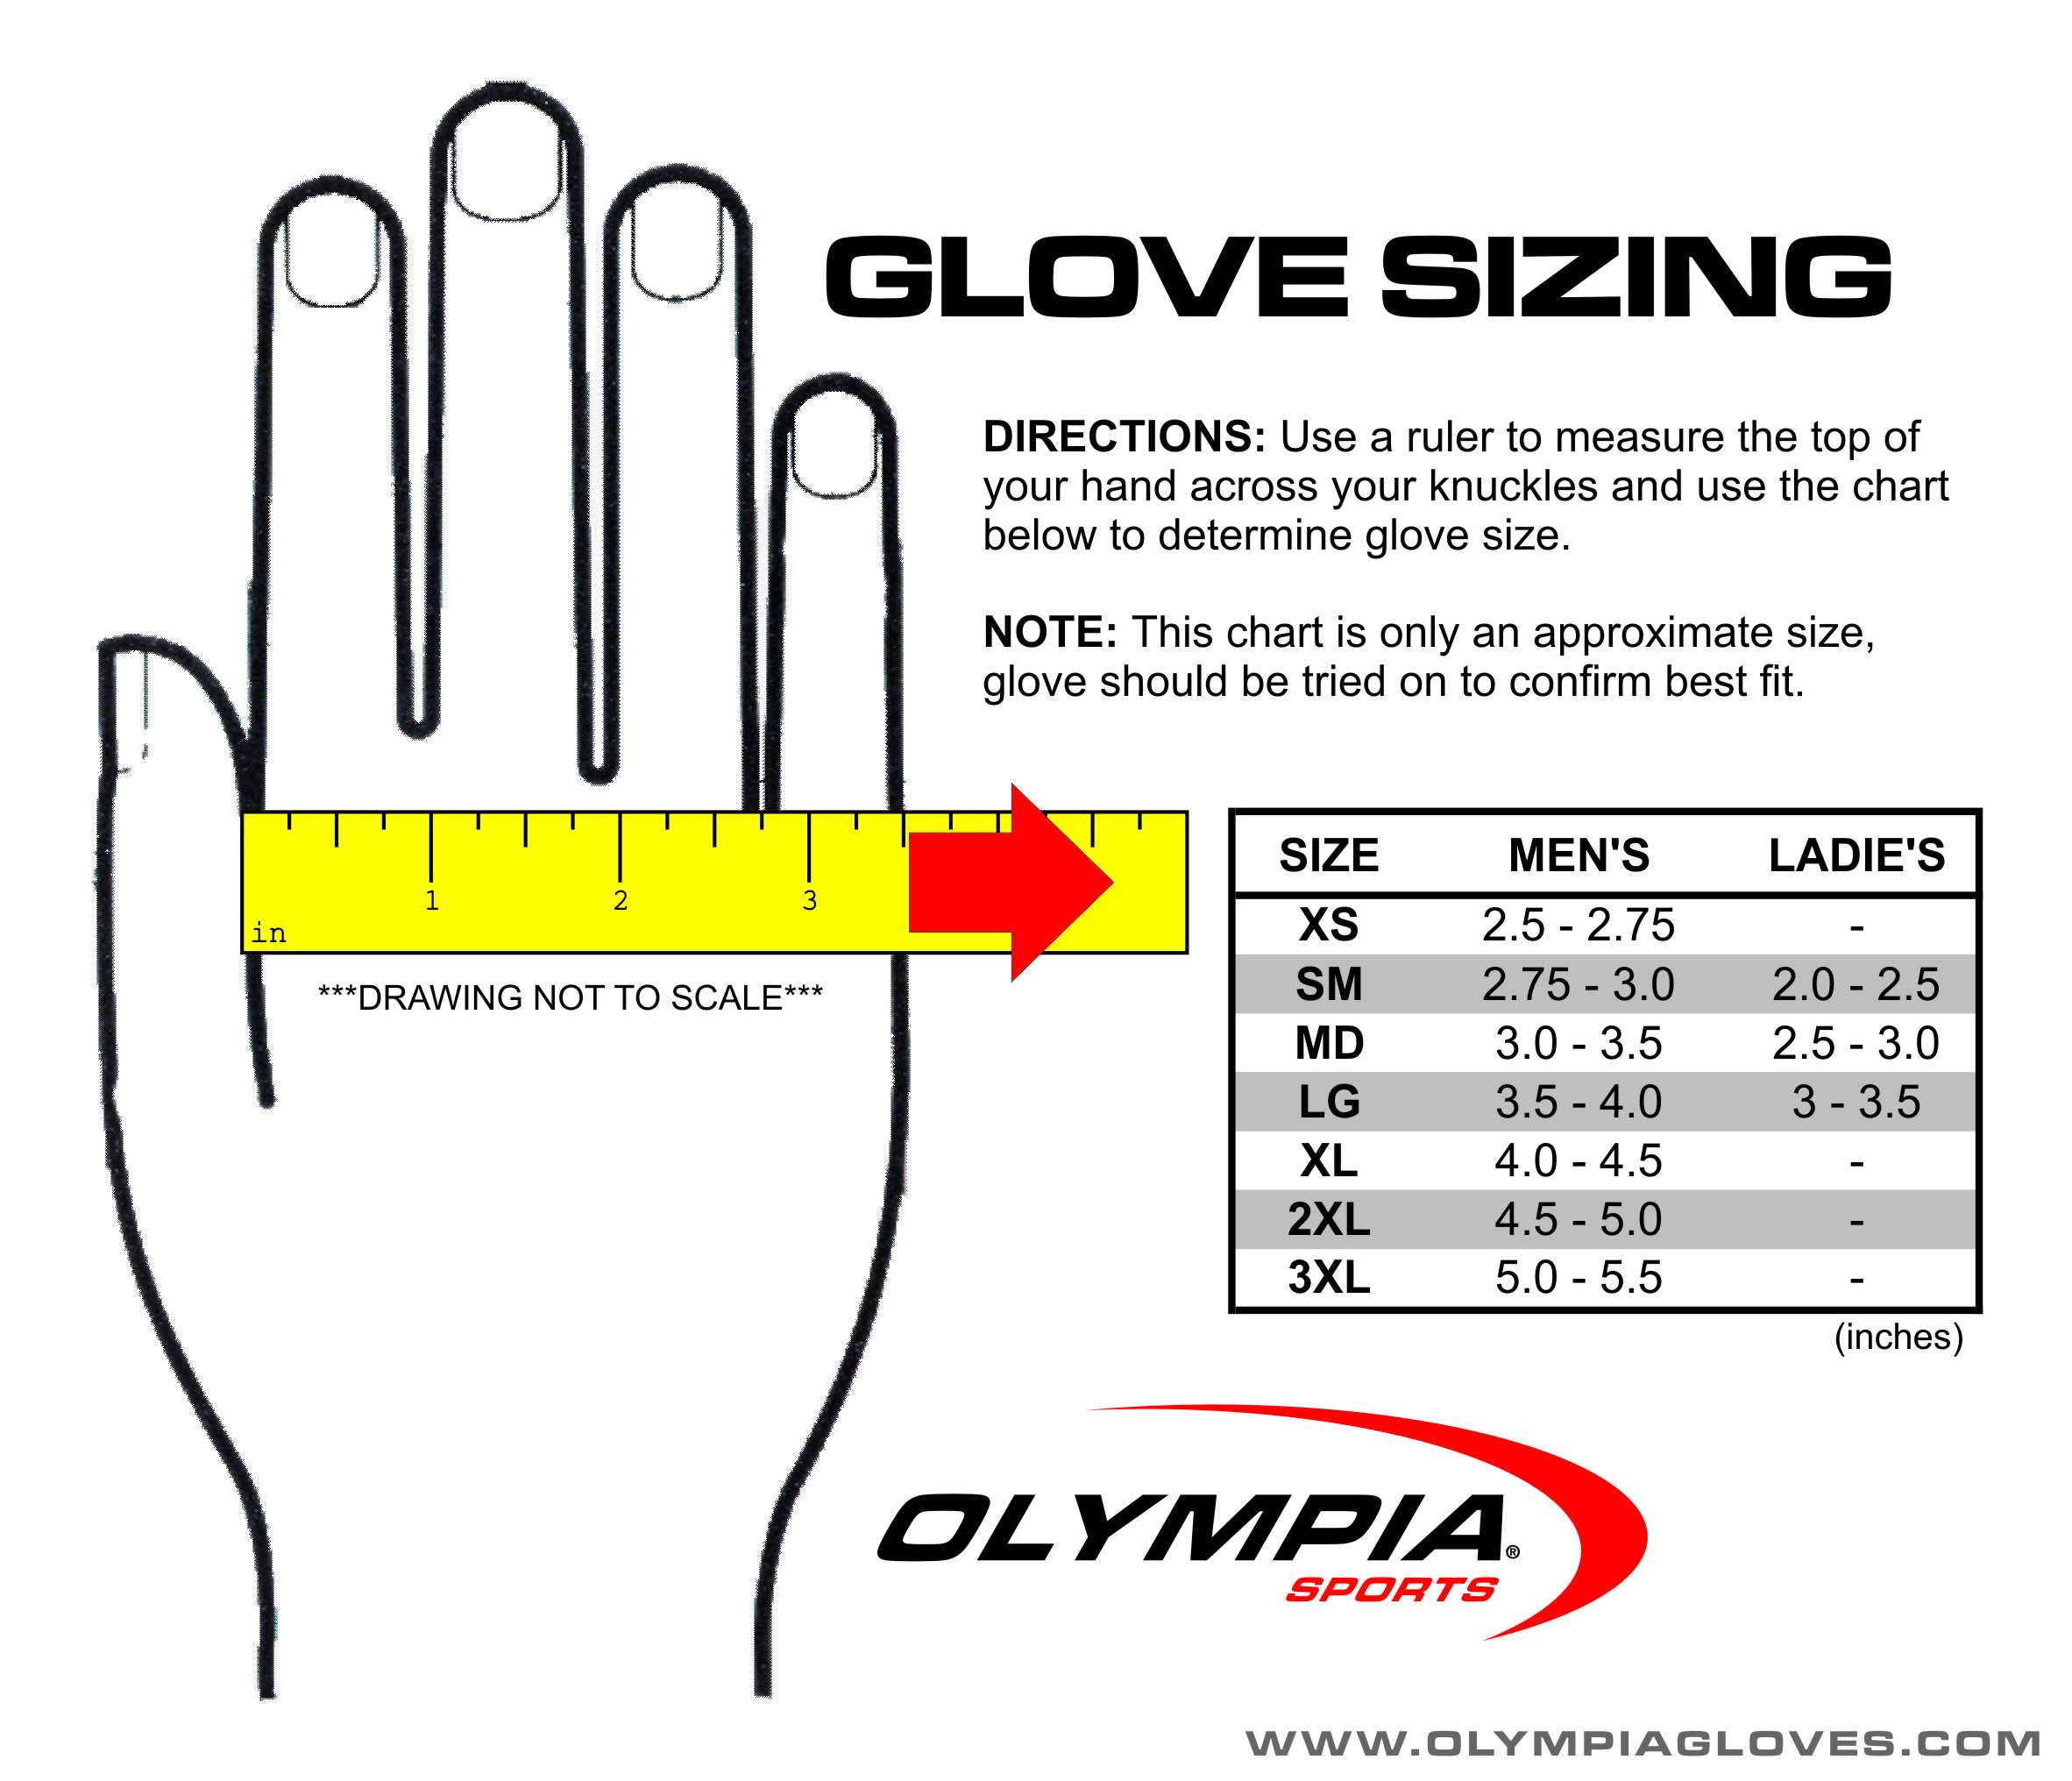 GLOVE SIZING
DIRECTIONS: Use a ruler to measure the top of
your hand across your knuckles and use the chart
below to determine glove size.
NOTE: This chart is only an approximate size,
glove should be tried on to confirm best fit.
1 2 3
in
***DRAWING NOT TO SCALE***
SIZE MEN'S LADIE'S
XS 2.5 - 2.75 -
SM 2.75 - 3.0 2.0 - 2.5
MD 3.0 - 3.5 2.5 - 3.0
LG 3.5 - 4.0 3 - 3.5
XL 4.0 - 4.5 -
2XL 4.5 - 5.0 -
3XL 5.0 - 5.5 -
(inches)
OLYMPIA®
SPORTS
WWW.OLYMPIAGLOVES.COM